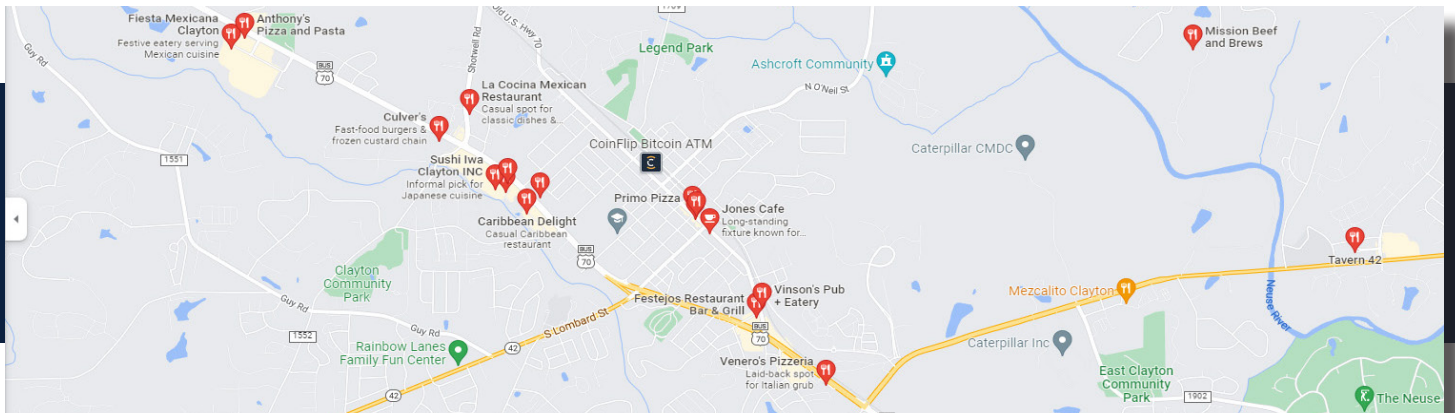 Fiesta Mexicana
Clayton
Festive eatery serving
Mexican cuisine
Anthony's
Pizza and Pasta
Guy Rd
BUS
70
Shotwell Rd
Old U.S. Hwy 70
Legend Park
Ashcroft Community
N O'Neil St
Mission Beef
and Brews
La Cocina Mexican
Restaurant
Casual spot for
classic dishes &...
Culver's
Fast-food burgers &
frozen custard chain
1551
CoinFlip Bitcoin ATM
Caterpillar CMDC
Sushi Iwa
Clayton INC
Informal pick for
Japanese cuisine
Primo Pizza
Jones Cafe
Long-standing
fixture known for...
Caribbean Delight
Casual Caribbean
restaurant
BUS
70
Tavern 42
Clayton
Community
Park
Guy Rd
Guy Rd
1552
S Lombard St
42
Rainbow Lanes
Family Fun Center
42
Festejos Restaurant
Bar & Grill
Vinson's Pub
+ Eatery
BUS
70
Mezcalito Clayton
Neuse River
Caterpillar Inc
Venero's Pizzeria
Laid-back spot
for Italian grub
East Clayton
Community
Park
1902
The Neuse